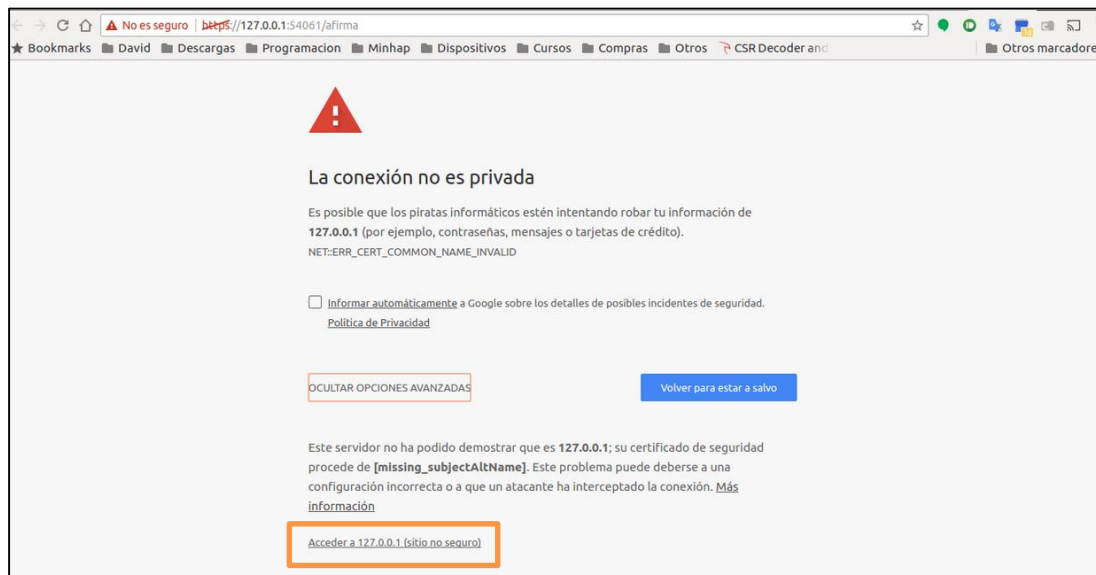 No es seguro | https://127.0.0.1:54061/afirma
Bookmarks David Descargas Programacion Minhap Dispositivos Cursos Compras Otros CSR Decoder and Otros marcadore
La conexión no es privada
Es posible que los piratas informáticos estén intentando robar tu información de
127.0.0.1 (por ejemplo, contraseñas, mensajes o tarjetas de crédito).
NET::ERR_CERT_COMMON_NAME_INVALID
Informar automáticamente a Google sobre los detalles de posibles incidentes de seguridad.
Política de Privacidad
OCULTAR OPCIONES AVANZADAS Volver para estar a salvo
Este servidor no ha podido demostrar que es 127.0.0.1; su certificado de seguridad
procede de [missing_subjectAltName]. Este problema puede deberse a una
configuración incorrecta o a que un atacante ha interceptado la conexión. Más
información
Acceder a 127.0.0.1 (sitio no seguro)